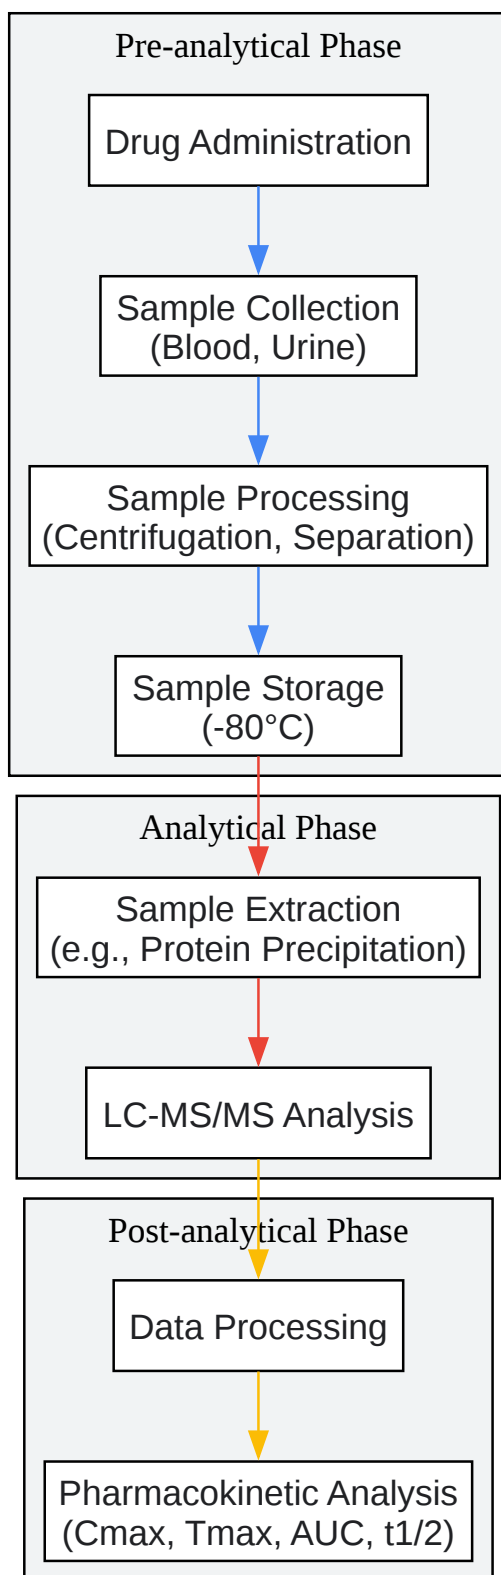 Pre-analytical Phase
Drug Administration
Sample Collection
(Blood, Urine)
Sample Processing
(Centrifugation, Separation)
Sample Storage
(-80°C)
Analytical Phase
Sample Extraction
(e.g., Protein Precipitation)
LC-MS/MS Analysis
Post-analytical Phase
Data Processing
Pharmacokinetic Analysis
(Cmax, Tmax, AUC, t1/2)